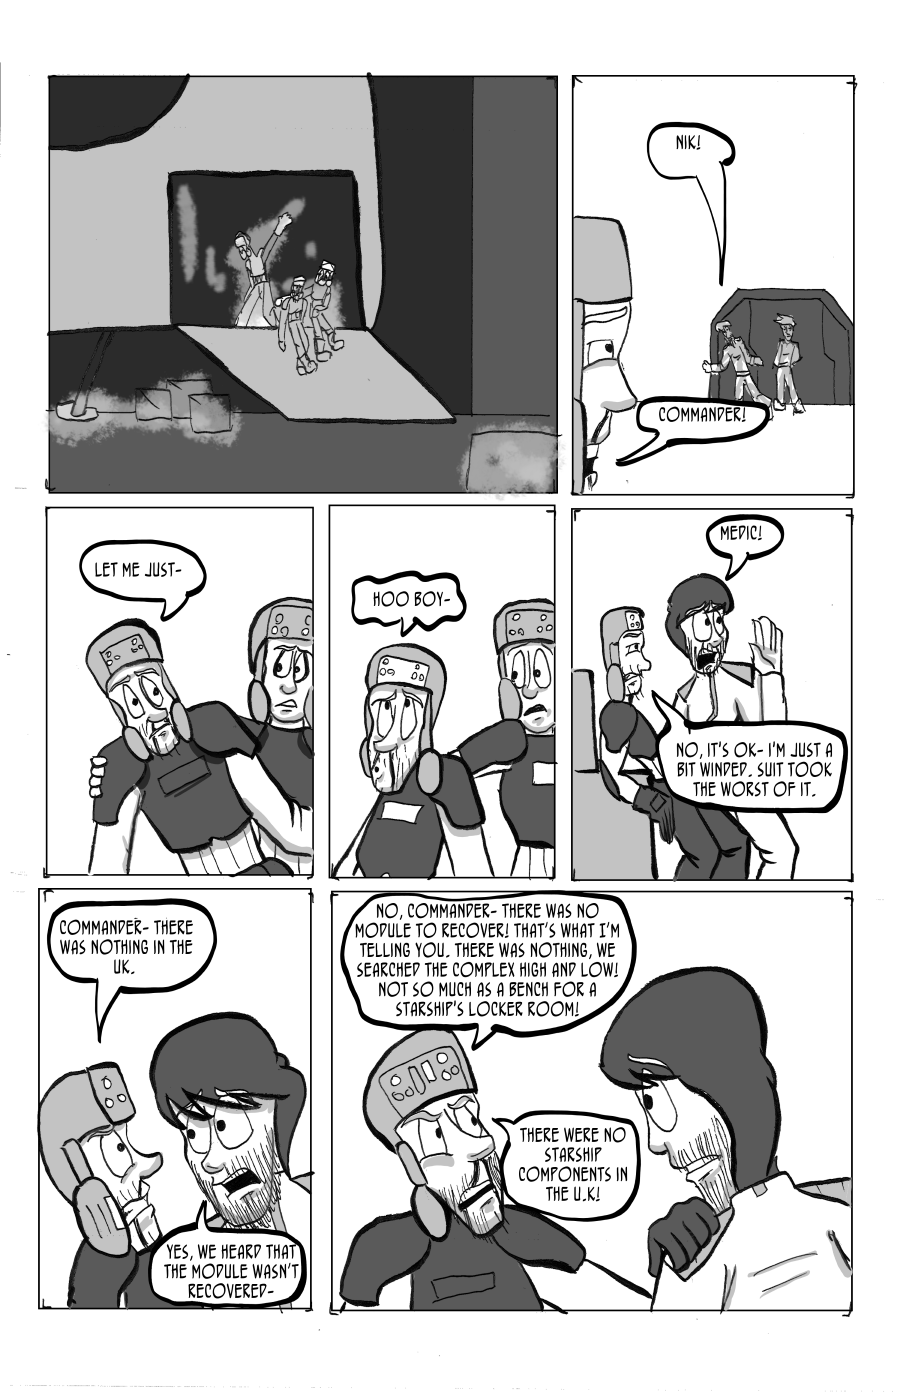 NIK!
COMMANDER!
LET ME JUST-
HOO BOY-
MEDIC!
NO, IT'S OK- I'M JUST A
BIT WINDED. SUIT TOOK
THE WORST OF IT.
COMMANDER- THERE
WAS NOTHING IN THE
UK.
YES, WE HEARD THAT
THE MODULE WASN'T
RECOVERED-
NO, COMMANDER- THERE WAS NO
MODULE TO RECOVER! THAT'S WHAT I'M
TELLING YOU. THERE WAS NOTHING, WE
SEARCHED THE COMPLEX HIGH AND LOW!
NOT SO MUCH AS A BENCH FOR A
STARSHIP'S LOCKER ROOM!
THERE WERE NO
STARSHIP
COMPONENTS IN
THE U.K!